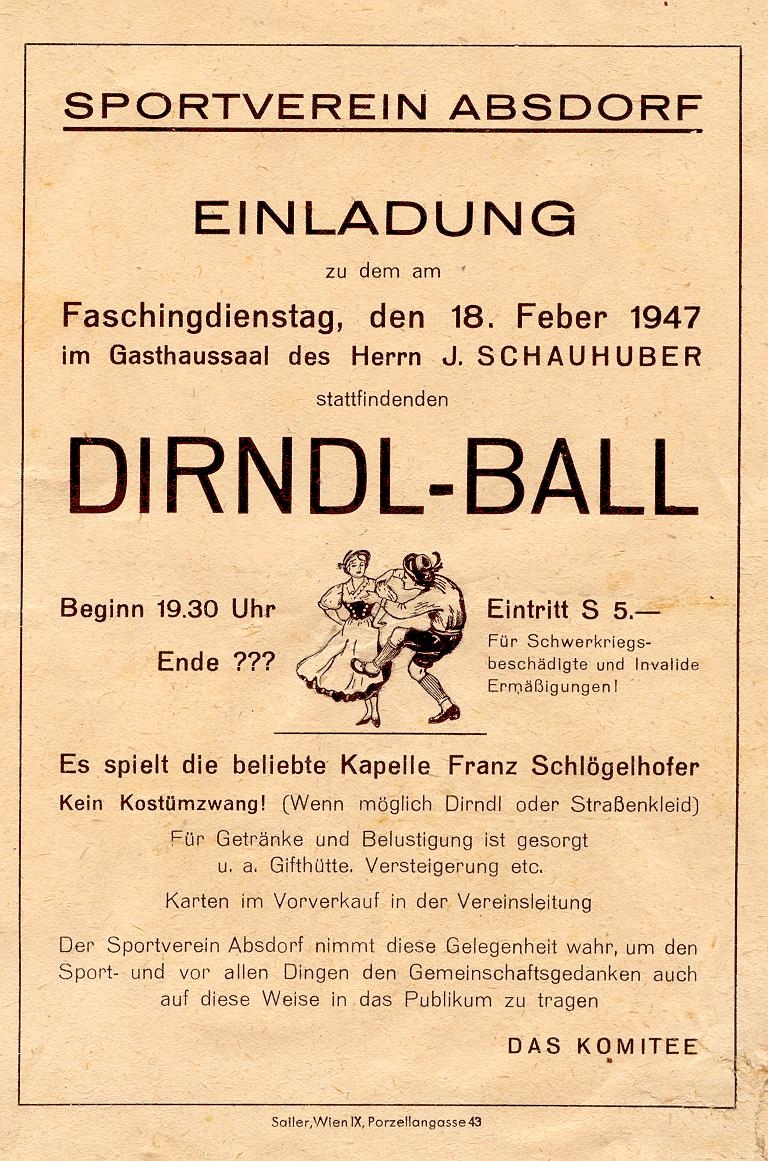 SPORTVEREIN ABSDORF
EINLADUNG
zu dem am
Faschingdienstag, den 18. Feber 1947
im Gasthaussaal des Herrn J. SCHAUHUBER
stattfindenden
DIRNDL-BALL
Beginn 19.30 Uhr
Ende ???
Eintritt S 5.—
Für Schwerkriegs-
beschädigte und Invalide
Ermäßigungen!
Es spielt die beliebte Kapelle Franz Schlögelhofer
Kein Kostümzwang! (Wenn möglich Dirndl oder Straßenkleid)
Für Getränke und Belustigung ist gesorgt
u. a. Gifthütte. Versteigerung etc.
Karten im Vorverkauf in der Vereinsleitung
Der Sportverein Absdorf nimmt diese Gelegenheit wahr, um den
Sport- und vor allen Dingen den Gemeinschaftsgedanken auch
auf diese Weise in das Publikum zu tragen
DAS KOMITEE
Sailer, Wien IX, Porzellangasse 43